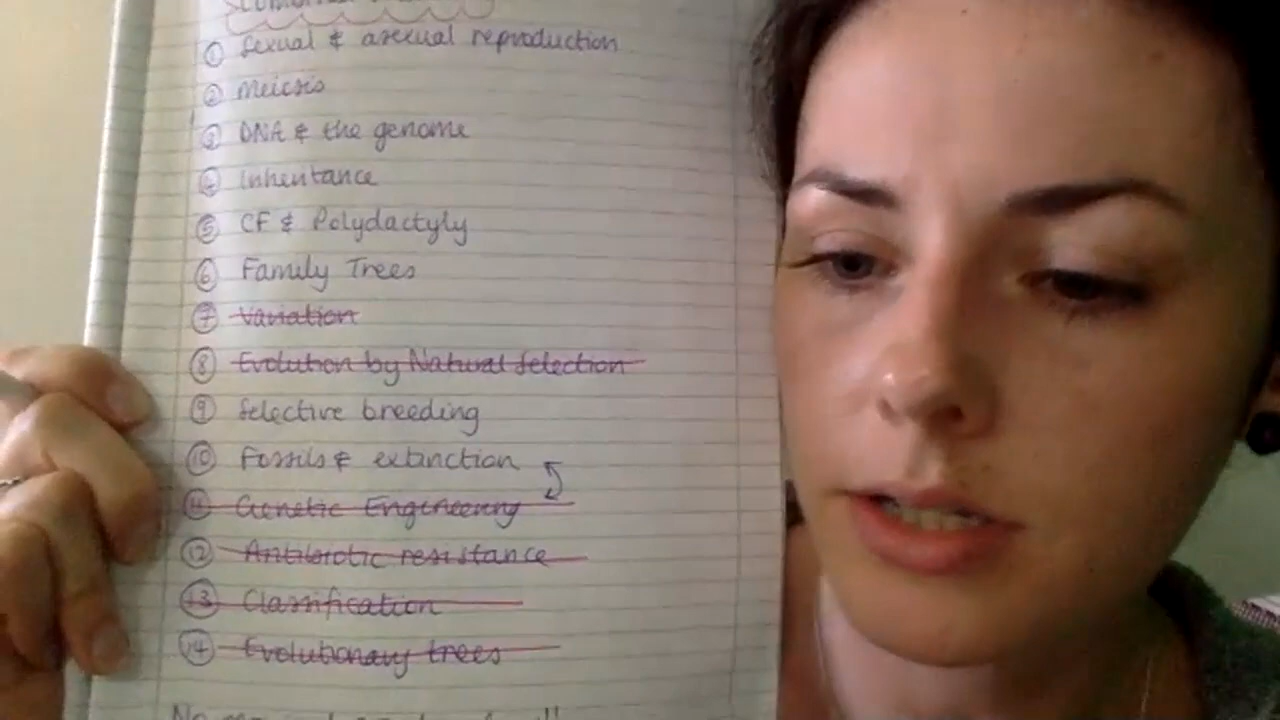 ① Sexual & asexual reproduction
② Meiosis
③ DNA & the genome
④ Inheritance
⑤ CF & Polydactyly
⑥ Family Trees
⑦ Variation
⑧ Evolution by Natural Selection
⑨ Selective breeding
⑩ Fossils & extinction
⑪ Genetic Engineering
⑫ Antibiotic resistance
⑬ Classification
⑭ Evolutionary trees